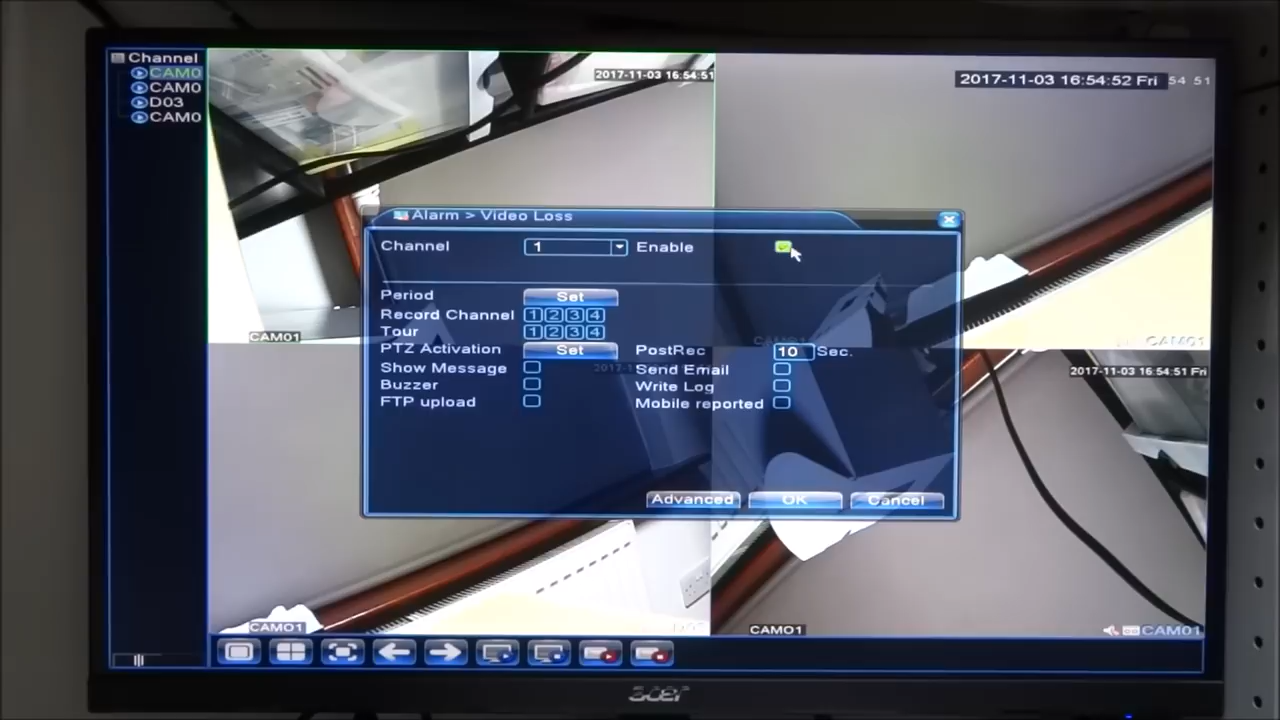 Channel
CAM0
CAM0
D03
CAM0
2017-11-03 16:54:51
2017-11-03 16:54:52 Fri
54 51
Alarm > Video Loss
Channel 1 Enable
Period Set
Record Channel 1 2 3 4
Tour 1 2 3 4
PTZ Activation Set PostRec 10 Sec.
Show Message Send Email
Buzzer Write Log
FTP upload Mobile reported
Advanced OK Cancel
CAM01
CAM01
2017-11-03 16:54:51 Fri
CAM01
D03
CAM01
CAM01
acer